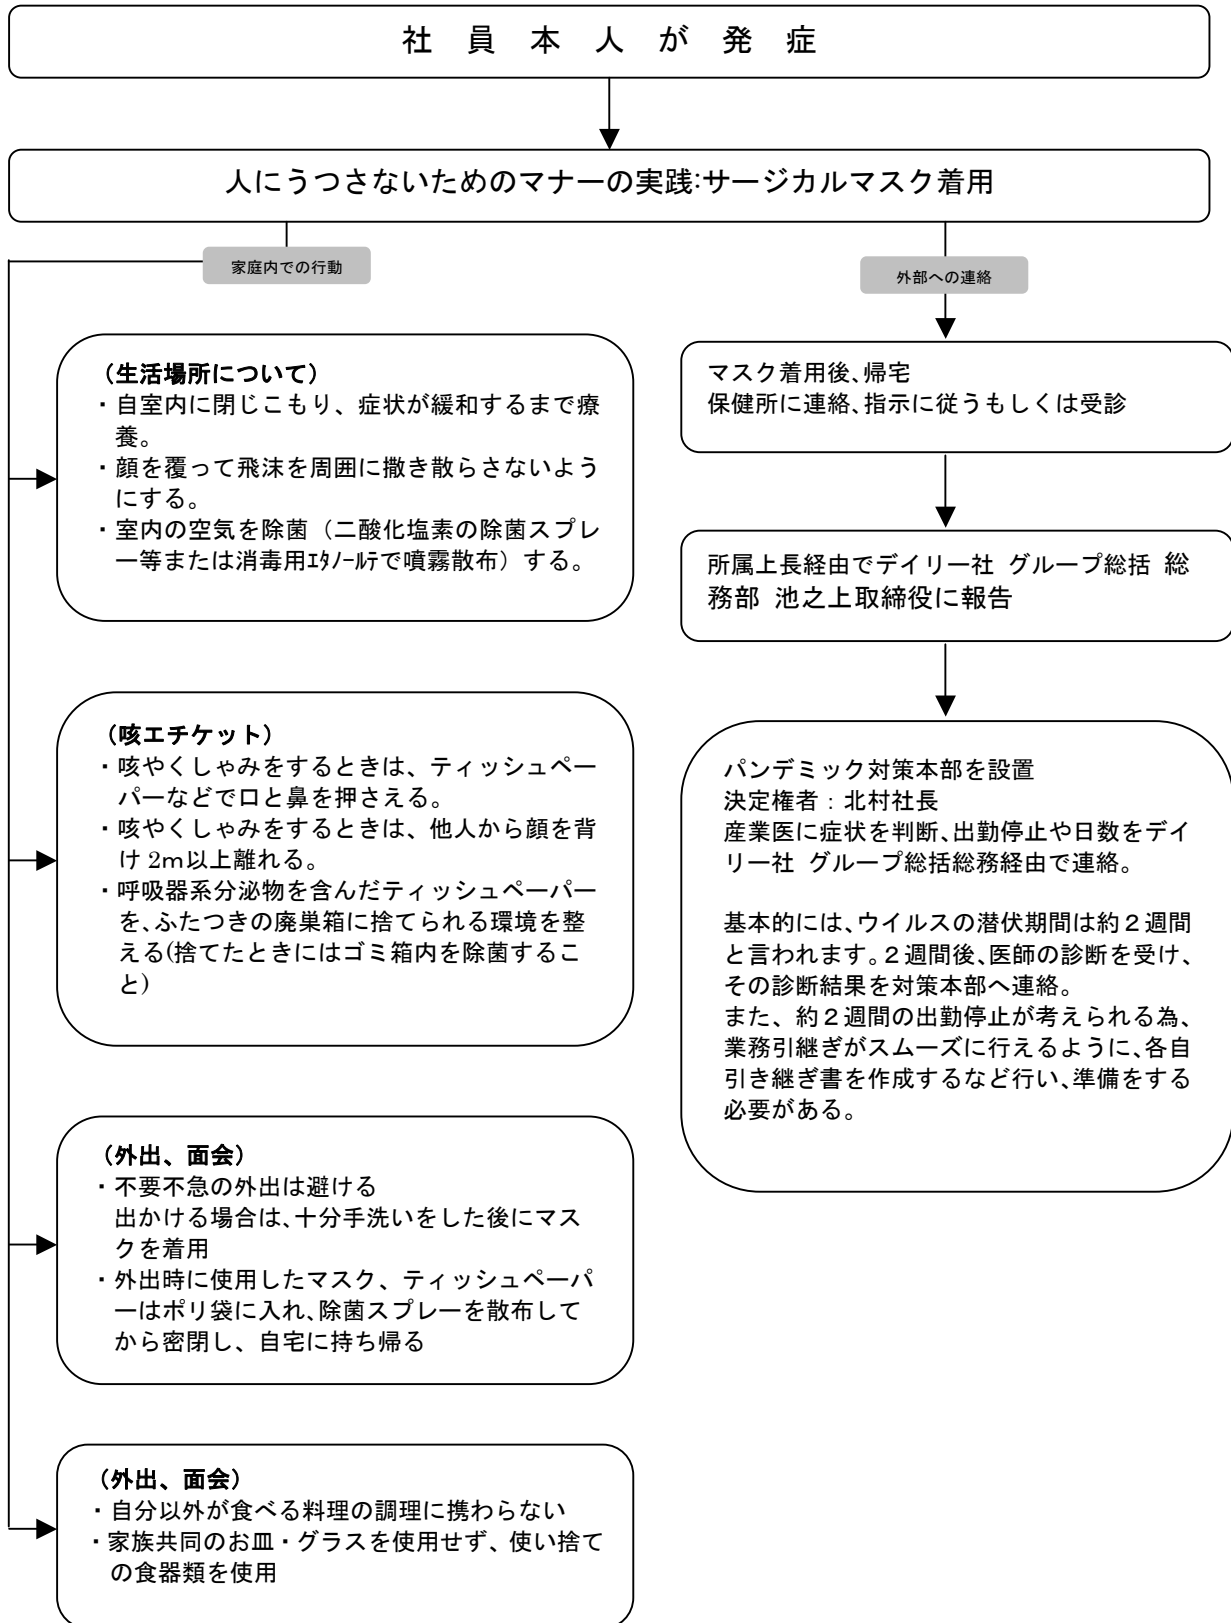 社 員 本 人 が 発 症
人にうつさないためのマナーの実践:サージカルマスク着用
家庭内での行動
（生活場所について）
・自室内に閉じこもり、症状が緩和するまで療
養。
・顔を覆って飛沫を周囲に撒き散らさないよう
にする。
・室内の空気を除菌（二酸化塩素の除菌スプレ
ー等または消毒用ｴﾀﾉｰﾙﾃで噴霧散布）する。
（咳エチケット）
・咳やくしゃみをするときは、ティッシュペー
パーなどで口と鼻を押さえる。
・咳やくしゃみをするときは、他人から顔を背
け 2ｍ以上離れる。
・呼吸器系分泌物を含んだティッシュペーパー
を、ふたつきの廃巣箱に捨てられる環境を整
える(捨てたときにはゴミ箱内を除菌するこ
と)
（外出、面会）
・不要不急の外出は避ける
出かける場合は、十分手洗いをした後にマス
クを着用
・外出時に使用したマスク、ティッシュペーパ
ーはポリ袋に入れ、除菌スプレーを散布して
から密閉し、自宅に持ち帰る
（外出、面会）
・自分以外が食べる料理の調理に携わらない
・家族共同のお皿・グラスを使用せず、使い捨て
の食器類を使用
外部への連絡
マスク着用後、帰宅
保健所に連絡、指示に従うもしくは受診
所属上長経由でデイリー社 グループ総括 総
務部 池之上取締役に報告
パンデミック対策本部を設置
決定権者：北村社長
産業医に症状を判断、出勤停止や日数をデイ
リー社 グループ総括総務経由で連絡。
基本的には、ウイルスの潜伏期間は約２週間
と言われます。２週間後、医師の診断を受け、
その診断結果を対策本部へ連絡。
また、約２週間の出勤停止が考えられる為、
業務引継ぎがスムーズに行えるように、各自
引き継ぎ書を作成するなど行い、準備をする
必要がある。